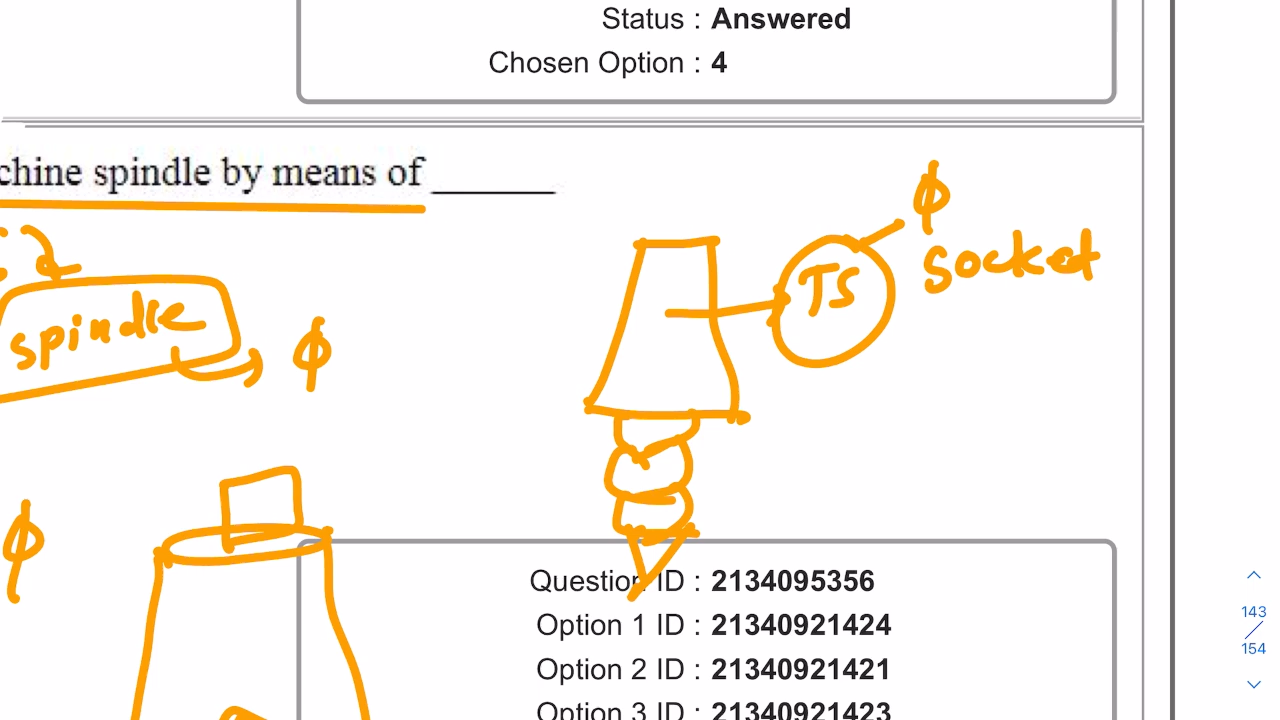 Status : Answered
Chosen Option : 4
chine spindle by means of ______
ϕ
socket
TS
spindle
ϕ
ϕ
Question ID : 2134095356
Option 1 ID : 21340921424
Option 2 ID : 21340921421
Option 3 ID : 21340921423
143
/
154